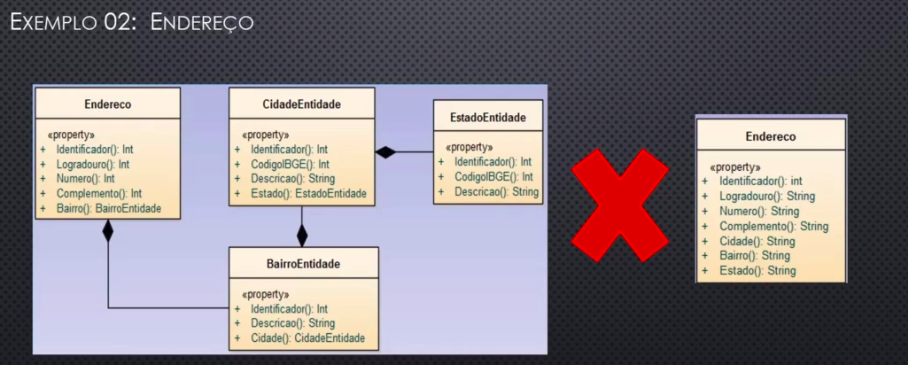 EXEMPLO 02: ENDEREÇO
Endereco
«property»
+ Identificador(): Int
+ Logradouro(): Int
+ Numero(): Int
+ Complemento(): Int
+ Bairro(): BairroEntidade
CidadeEntidade
«property»
+ Identificador(): Int
+ CodigoIBGE(): Int
+ Descricao(): String
+ Estado(): EstadoEntidade
EstadoEntidade
«property»
+ Identificador(): Int
+ CodigoIBGE(): Int
+ Descricao(): String
BairroEntidade
«property»
+ Identificador(): Int
+ Descricao(): String
+ Cidade(): CidadeEntidade
Endereco
«property»
+ Identificador(): int
+ Logradouro(): String
+ Numero(): String
+ Complemento(): String
+ Cidade(): String
+ Bairro(): String
+ Estado(): String